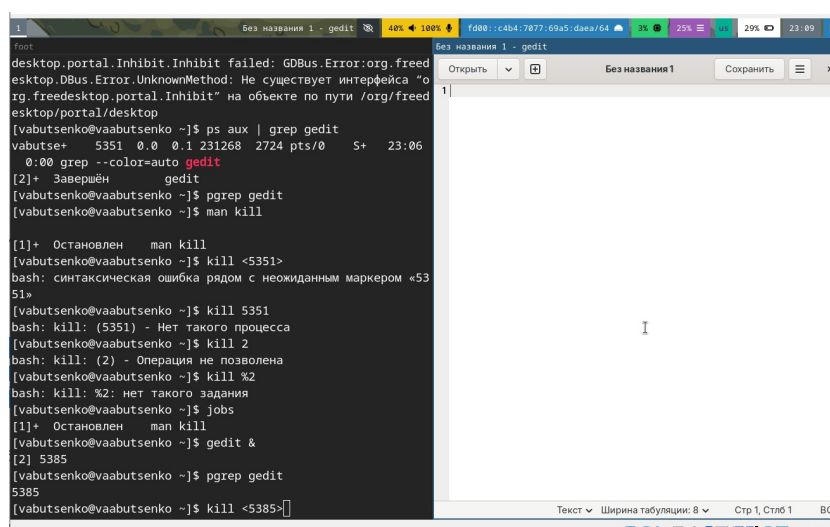 1 Без названия 1 - gedit 40% 100% fd00::c4b4:7077:69a5:daea/64 3% 25% us 29% 23:09
foot
desktop.portal.Inhibit.Inhibit failed: GDBus.Error:org.freed
esktop.DBus.Error.UnknownMethod: Не существует интерфейса “o
rg.freedesktop.portal.Inhibit” на объекте по пути /org/freed
esktop/portal/desktop
[vabutsenko@vaabutsenko ~]$ ps aux | grep gedit
vabutse+ 5351 0.0 0.1 231268 2724 pts/0 S+ 23:06
0:00 grep --color=auto gedit
[2]+ Завершён gedit
[vabutsenko@vaabutsenko ~]$ pgrep gedit
[vabutsenko@vaabutsenko ~]$ man kill
[1]+ Остановлен man kill
[vabutsenko@vaabutsenko ~]$ kill <5351>
bash: синтаксическая ошибка рядом с неожиданным маркером «53
51»
[vabutsenko@vaabutsenko ~]$ kill 5351
bash: kill: (5351) - Нет такого процесса
[vabutsenko@vaabutsenko ~]$ kill 2
bash: kill: (2) - Операция не позволена
[vabutsenko@vaabutsenko ~]$ kill %2
bash: kill: %2: нет такого задания
[vabutsenko@vaabutsenko ~]$ jobs
[1]+ Остановлен man kill
[vabutsenko@vaabutsenko ~]$ gedit &
[2] 5385
[vabutsenko@vaabutsenko ~]$ pgrep gedit
5385
[vabutsenko@vaabutsenko ~]$ kill <5385>
Без названия 1 - gedit
Открыть Без названия 1 Сохранить
1
Текст Ширина табуляции: 8 Стр 1, Стлб 1